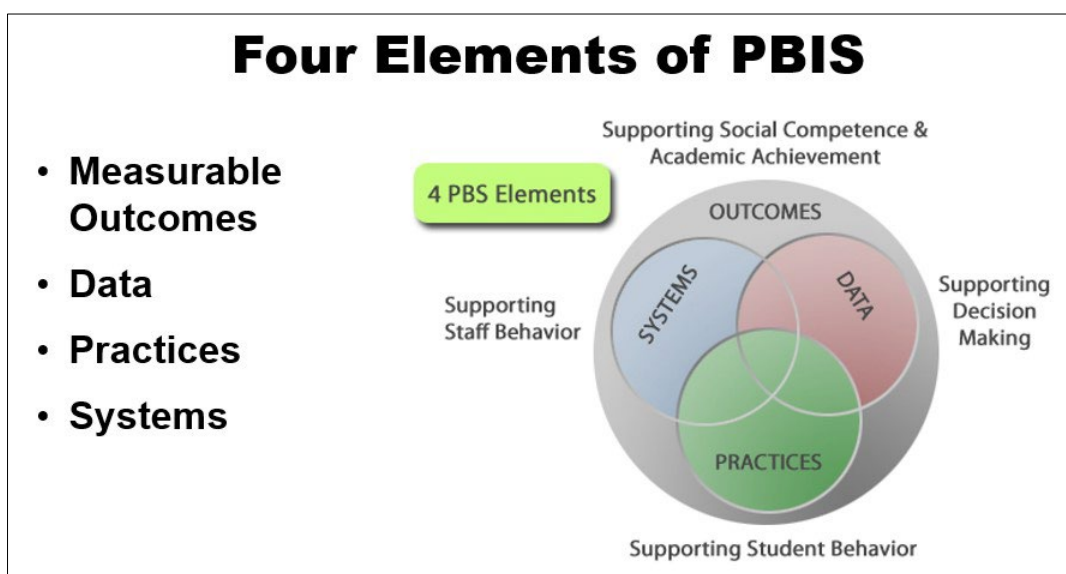 Four Elements of PBIS
• Measurable
Outcomes
• Data
• Practices
• Systems
4 PBS Elements
Supporting Social Competence &
Academic Achievement
OUTCOMES
SYSTEMS
DATA
PRACTICES
Supporting
Staff Behavior
Supporting
Decision
Making
Supporting Student Behavior